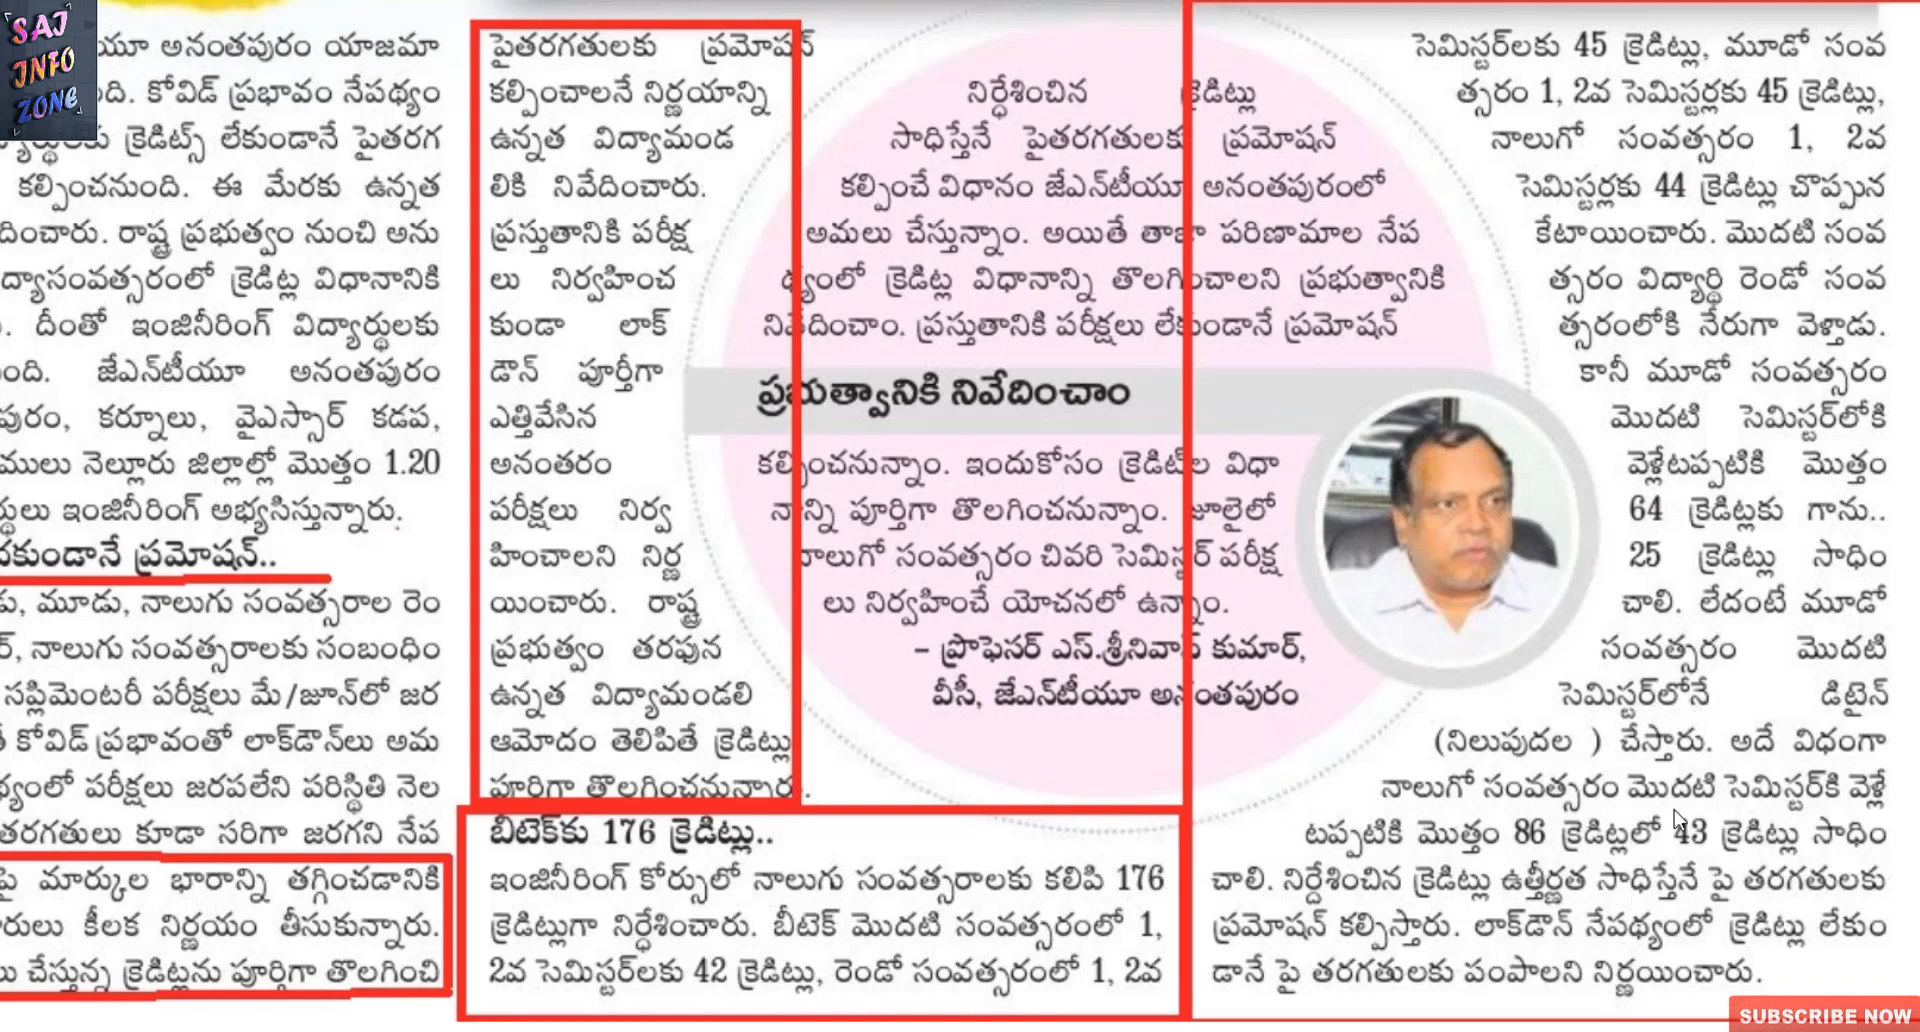 SAJ
INFO
ZONE
యూ అనంతపురం యాజమా
ంది. కోవిడ్ ప్రభావం నేపథ్యం
క్రెడిట్స్ లేకుండానే పైతరగ
కల్పించనుంది. ఈ మేరకు ఉన్నత
దించారు. రాష్ట్ర ప్రభుత్వం నుంచి అను
ద్యాసంవత్సరంలో క్రెడిట్ల విధానానికి
. దీంతో ఇంజినీరింగ్ విద్యార్థులకు
ంది. జేఎన్‌టీయూ అనంతపురం
పురం, కర్నూలు, వైఎస్సార్ కడప,
ములు నెల్లూరు జిల్లాల్లో మొత్తం 1.20
ర్థులు ఇంజినీరింగ్ అభ్యసిస్తున్నారు.
యకుండానే ప్రమోషన్..
డు, మూడు, నాలుగు సంవత్సరాల రెం
ర్, నాలుగు సంవత్సరాలకు సంబంధిం
సప్లిమెంటరీ పరీక్షలు మే/జూన్‌లో జర
కోవిడ్ ప్రభావంతో లాక్‌డౌన్‌లు అమ
థ్యంలో పరీక్షలు జరపలేని పరిస్థితి నెల
తరగతులు కూడా సరిగా జరగని నేప
పై మార్కుల భారాన్ని తగ్గించడానికి
ారులు కీలక నిర్ణయం తీసుకున్నారు.
లు చేస్తున్న క్రెడిట్లను పూర్తిగా తొలగించి
పైతరగతులకు ప్రమోషన్
కల్పించాలనే నిర్ణయాన్ని
ఉన్నత విద్యామండ
లికి నివేదించారు.
ప్రస్తుతానికి పరీక్ష
లు నిర్వహించ
కుండా లాక్
డౌన్ పూర్తిగా
ఎత్తివేసిన
అనంతరం
పరీక్షలు నిర్వ
హించాలని నిర్ణ
యించారు. రాష్ట్ర
ప్రభుత్వం తరపున
ఉన్నత విద్యామండలి
ఆమోదం తెలిపితే క్రెడిట్లు
పూర్తిగా తొలగించనున్నారు.
బీటెక్‌కు 176 క్రెడిట్లు..
ఇంజినీరింగ్ కోర్సులో నాలుగు సంవత్సరాలకు కలిపి 176
క్రెడిట్లుగా నిర్ధేశించారు. బీటెక్ మొదటి సంవత్సరంలో 1,
2వ సెమిస్టర్‌లకు 42 క్రెడిట్లు, రెండో సంవత్సరంలో 1, 2వ
నిర్ధేశించిన క్రెడిట్లు
సాధిస్తేనే పైతరగతులకు ప్రమోషన్
కల్పించే విధానం జేఎన్‌టీయూ అనంతపురంలో
అమలు చేస్తున్నాం. అయితే తాజా పరిణామాల నేప
థ్యంలో క్రెడిట్ల విధానాన్ని తొలగించాలని ప్రభుత్వానికి
నివేదించాం. ప్రస్తుతానికి పరీక్షలు లేకుండానే ప్రమోషన్
ప్రభుత్వానికి నివేదించాం
కల్పించనున్నాం. ఇందుకోసం క్రెడిట్‌ల విధా
నాన్ని పూర్తిగా తొలగించనున్నాం. జూలైలో
నాలుగో సంవత్సరం చివరి సెమిస్టర్ పరీక్ష
లు నిర్వహించే యోచనలో ఉన్నాం.
– ప్రొఫెసర్ ఎస్.శ్రీనివాస్ కుమార్,
వీసీ, జేఎన్‌టీయూ అనంతపురం
సెమిస్టర్‌లకు 45 క్రెడిట్లు, మూడో సంవ
త్సరం 1, 2వ సెమిస్టర్లకు 45 క్రెడిట్లు,
నాలుగో సంవత్సరం 1, 2వ
సెమిస్టర్లకు 44 క్రెడిట్లు చొప్పున
కేటాయించారు. మొదటి సంవ
త్సరం విద్యార్థి రెండో సంవ
త్సరంలోకి నేరుగా వెళ్తాడు.
కానీ మూడో సంవత్సరం
మొదటి సెమిస్టర్‌లోకి
వెళ్లేటప్పటికి మొత్తం
64 క్రెడిట్లకు గాను..
25 క్రెడిట్లు సాధిం
చాలి. లేదంటే మూడో
సంవత్సరం మొదటి
సెమిస్టర్‌లోనే డిటైన్
(నిలుపుదల ) చేస్తారు. అదే విధంగా
నాలుగో సంవత్సరం మొదటి సెమిస్టర్‌కి వెళ్లే
టప్పటికి మొత్తం 86 క్రెడిట్లలో 43 క్రెడిట్లు సాధిం
చాలి. నిర్దేశించిన క్రెడిట్లు ఉత్తీర్ణత సాధిస్తేనే పై తరగతులకు
ప్రమోషన్ కల్పిస్తారు. లాక్‌డౌన్ నేపథ్యంలో క్రెడిట్లు లేకుం
డానే పై తరగతులకు పంపాలని నిర్ణయించారు.
SUBSCRIBE NOW